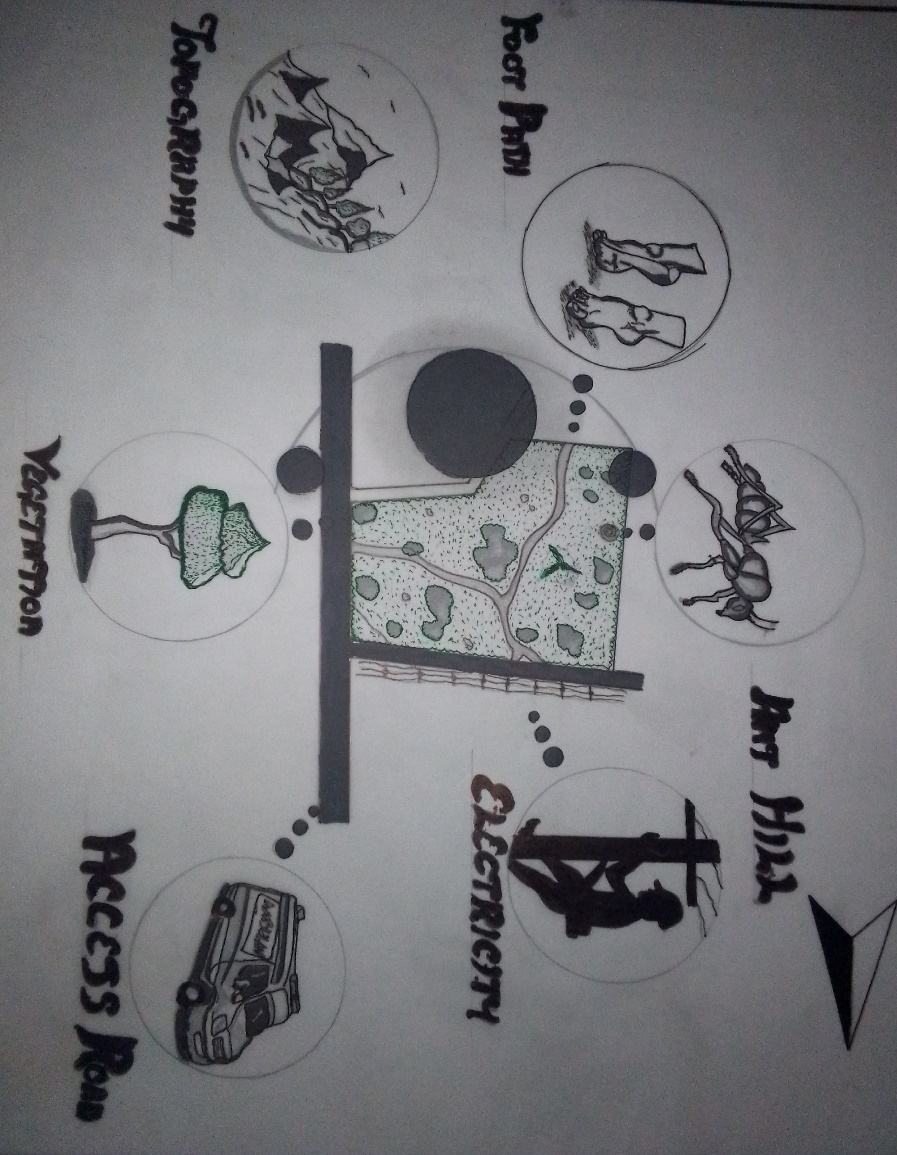 ANT HILL
FOOT PATH
ELECTRICITY
TOPOGRAPHY
ACCESS ROAD
VEGETATION